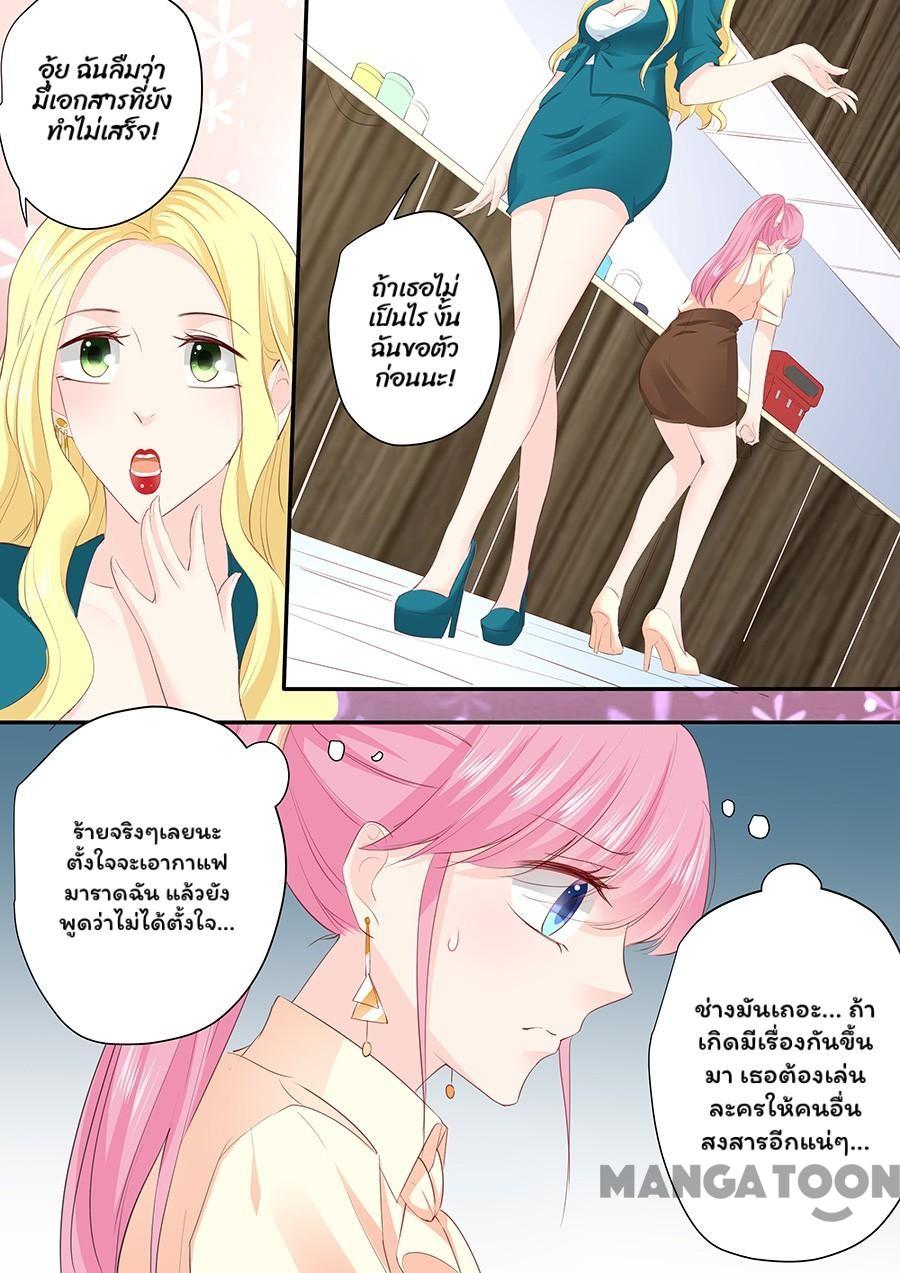 อุ้ย ฉันลืมว่า
มีเอกสารที่ยัง
ทำไม่เสร็จ!
ถ้าเธอไม่
เป็นไร งั้น
ฉันขอตัว
ก่อนนะ!
ร้ายจริงๆเลยนะ
ตั้งใจจะเอากาแฟ
มาราดฉัน แล้วยัง
พูดว่าไม่ได้ตั้งใจ...
ช่างมันเถอะ... ถ้า
เกิดมีเรื่องกันขึ้น
มา เธอต้องเล่น
ละครให้คนอื่น
สงสารอีกแน่ๆ...
MANGATOON